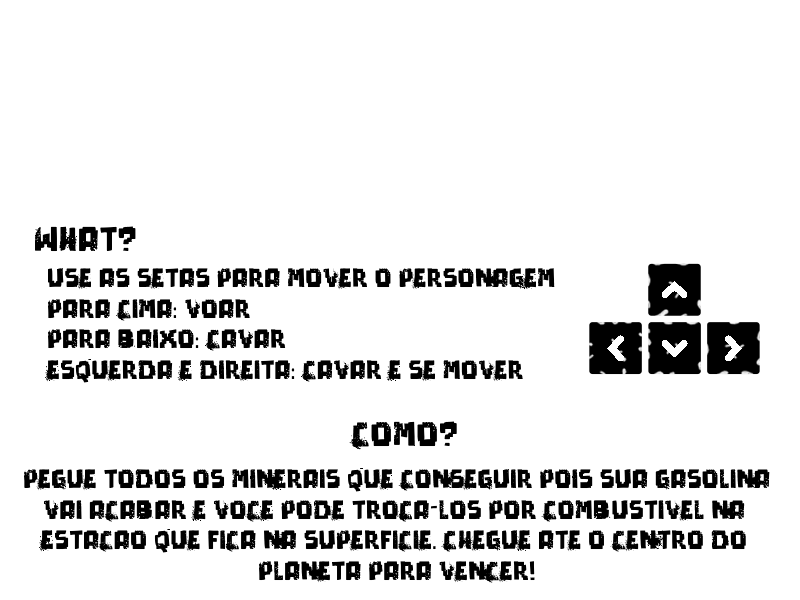 WHAT?
USE AS SETAS PARA MOVER O PERSONAGEM
PARA CIMA: VOAR
PARA BAIXO: CAVAR
ESQUERDA E DIREITA: CAVAR E SE MOVER
COMO?
PEGUE TODOS OS MINERAIS QUE CONSEGUIR POIS SUA GASOLINA
VAI ACABAR E VOCE PODE TROCA-LOS POR COMBUSTIVEL NA
ESTACAO QUE FICA NA SUPERFICIE. CHEGUE ATE O CENTRO DO
PLANETA PARA VENCER!